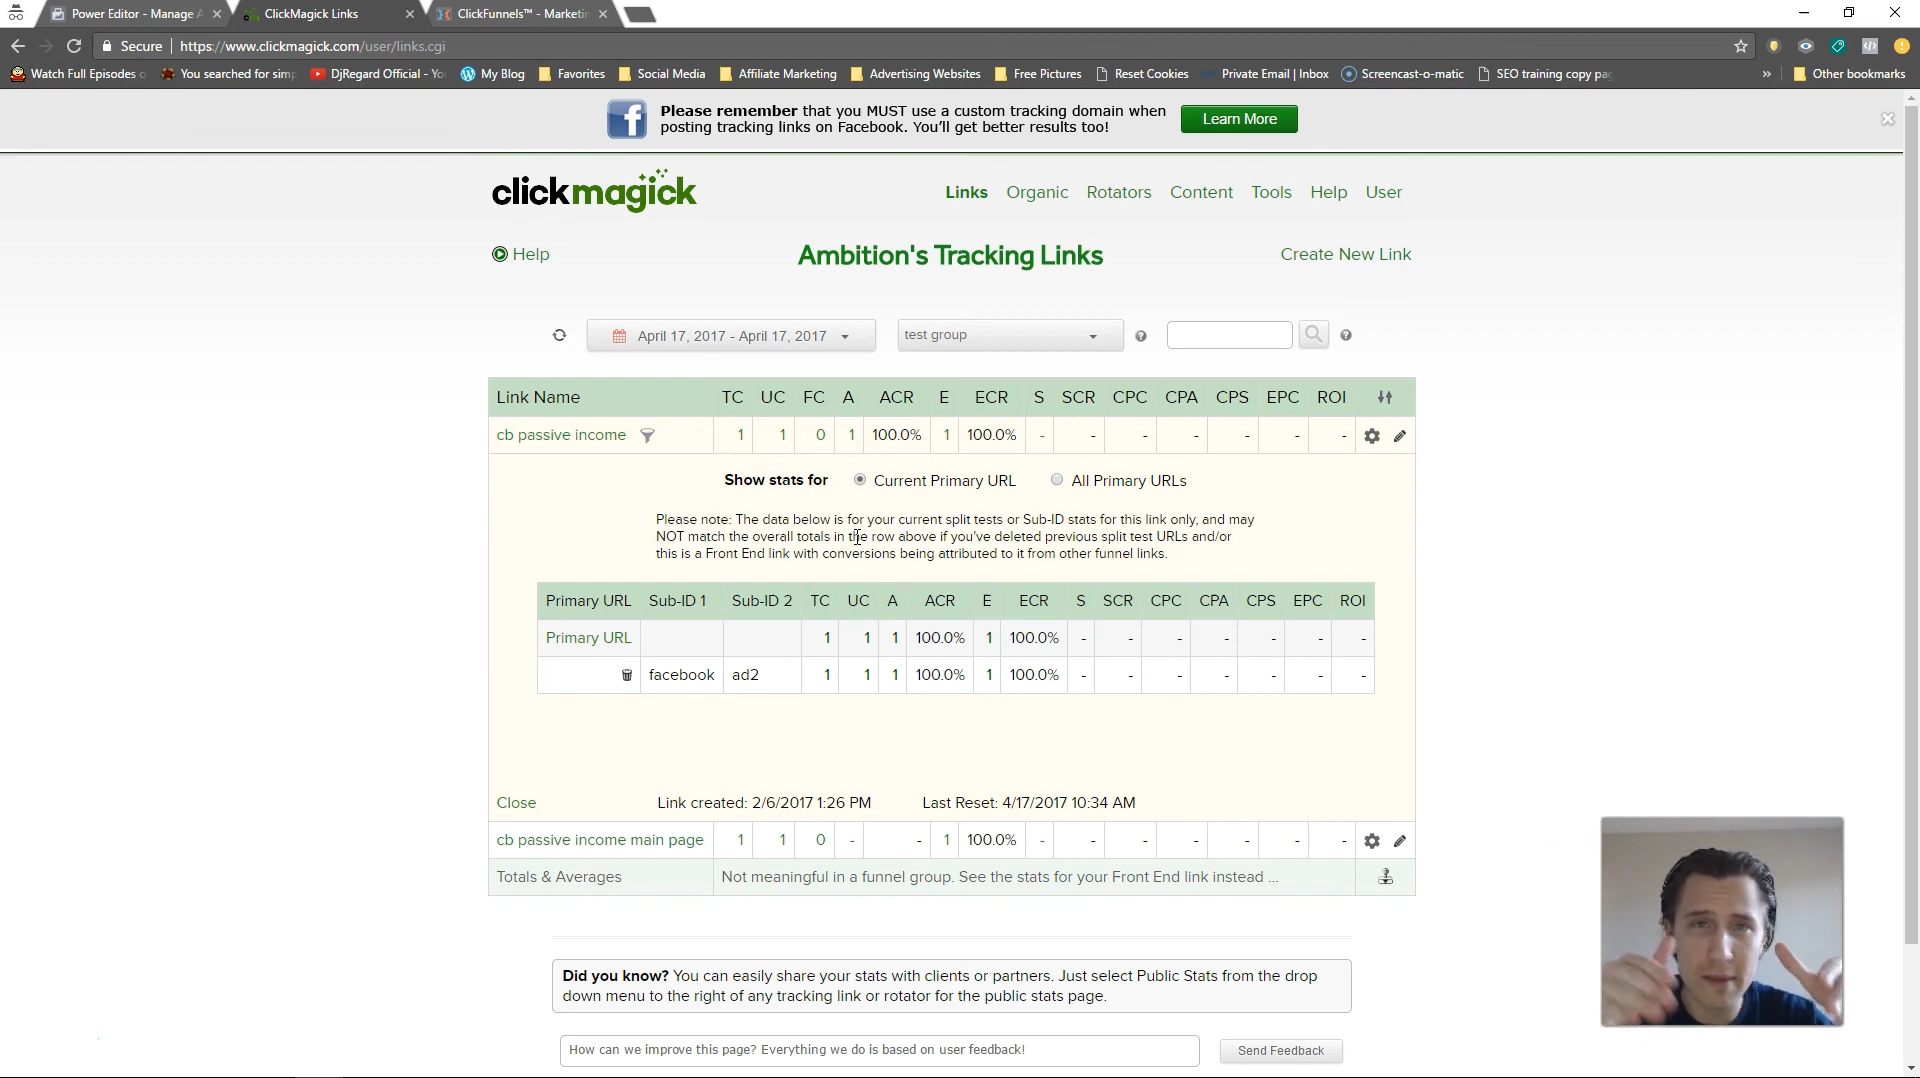 Power Editor - Manage A
ClickMagick Links
ClickFunnels™ - Marketin
Secure https://www.clickmagick.com/user/links.cgi
Watch Full Episodes o
You searched for simp
DjRegard Official - Yo
My Blog
Favorites
Social Media
Affiliate Marketing
Advertising Websites
Free Pictures
Reset Cookies
Private Email | Inbox
Screencast-o-matic
SEO training copy pag
»
Other bookmarks
Please remember that you MUST use a custom tracking domain when
posting tracking links on Facebook. You'll get better results too!
Learn More
clickmagick
Links Organic Rotators Content Tools Help User
Help
Ambition's Tracking Links
Create New Link
April 17, 2017 - April 17, 2017
test group
Link Name TC UC FC A ACR E ECR S SCR CPC CPA CPS EPC ROI
cb passive income 1 1 0 1 100.0% 1 100.0% - - - - - - -
Show stats for Current Primary URL All Primary URLs
Please note: The data below is for your current split tests or Sub-ID stats for this link only, and may
NOT match the overall totals in the row above if you've deleted previous split test URLs and/or
this is a Front End link with conversions being attributed to it from other funnel links.
Primary URL Sub-ID 1 Sub-ID 2 TC UC A ACR E ECR S SCR CPC CPA CPS EPC ROI
Primary URL 1 1 1 100.0% 1 100.0% - - - - - - -
facebook ad2 1 1 1 100.0% 1 100.0% - - - - - - -
Close Link created: 2/6/2017 1:26 PM Last Reset: 4/17/2017 10:34 AM
cb passive income main page 1 1 0 - - 1 100.0% - - - - - - -
Totals & Averages Not meaningful in a funnel group. See the stats for your Front End link instead ...
Did you know? You can easily share your stats with clients or partners. Just select Public Stats from the drop
down menu to the right of any tracking link or rotator for the public stats page.
How can we improve this page? Everything we do is based on user feedback!
Send Feedback